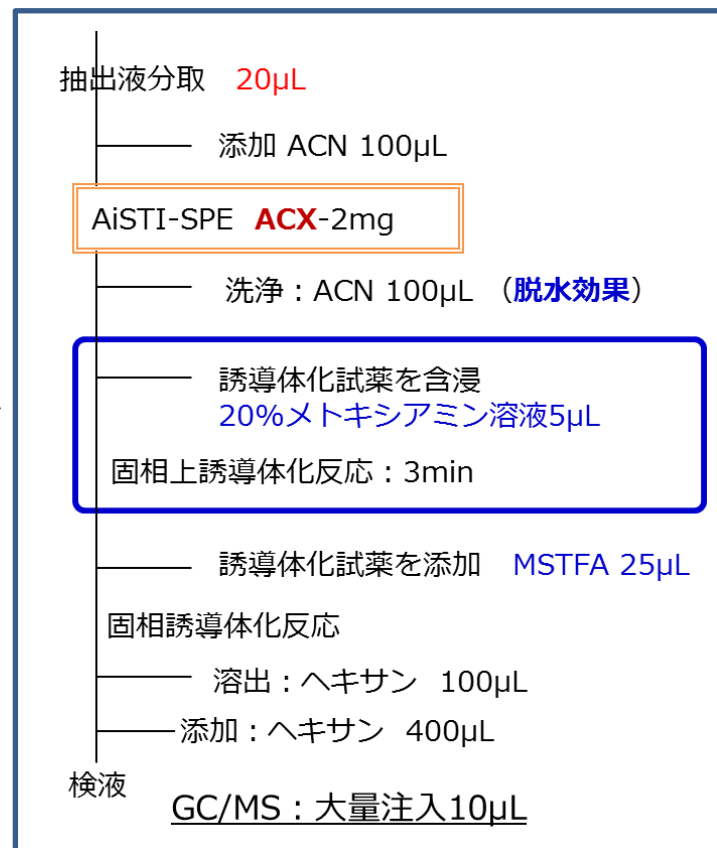 抽出液分取 20µL
添加 ACN 100µL
AiSTI-SPE ACX-2mg
洗浄：ACN 100µL （脱水効果）
誘導体化試薬を含浸
20%メトキシアミン溶液5µL
固相上誘導体化反応：3min
誘導体化試薬を添加 MSTFA 25µL
固相誘導体化反応
溶出：ヘキサン 100µL
添加：ヘキサン 400µL
検液
GC/MS：大量注入10µL